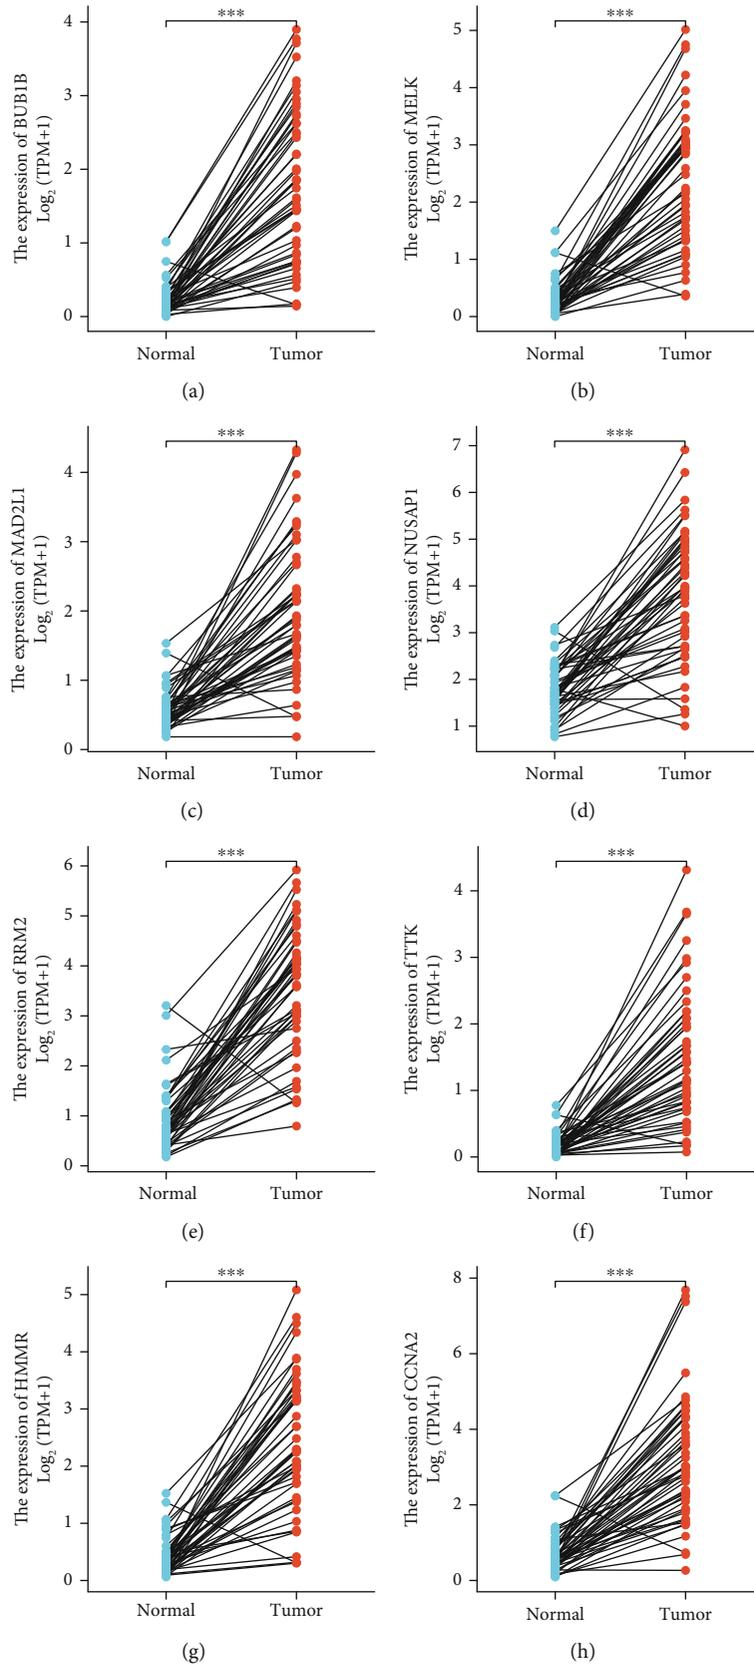 ***
4
3
2
1
0
The expression of BUB1B
Log2 (TPM+1)
Normal Tumor
(a)
***
5
4
3
2
1
0
The expression of MELK
Log2 (TPM+1)
Normal Tumor
(b)
***
4
3
2
1
0
The expression of MAD2L1
Log2 (TPM+1)
Normal Tumor
(c)
***
7
6
5
4
3
2
1
The expression of NUSAP1
Log2 (TPM+1)
Normal Tumor
(d)
***
6
5
4
3
2
1
0
The expression of RRM2
Log2 (TPM+1)
Normal Tumor
(e)
***
4
3
2
1
0
The expression of TTK
Log2 (TPM+1)
Normal Tumor
(f)
***
5
4
3
2
1
0
The expression of HMMR
Log2 (TPM+1)
Normal Tumor
(g)
***
8
6
4
2
0
The expression of CCNA2
Log2 (TPM+1)
Normal Tumor
(h)